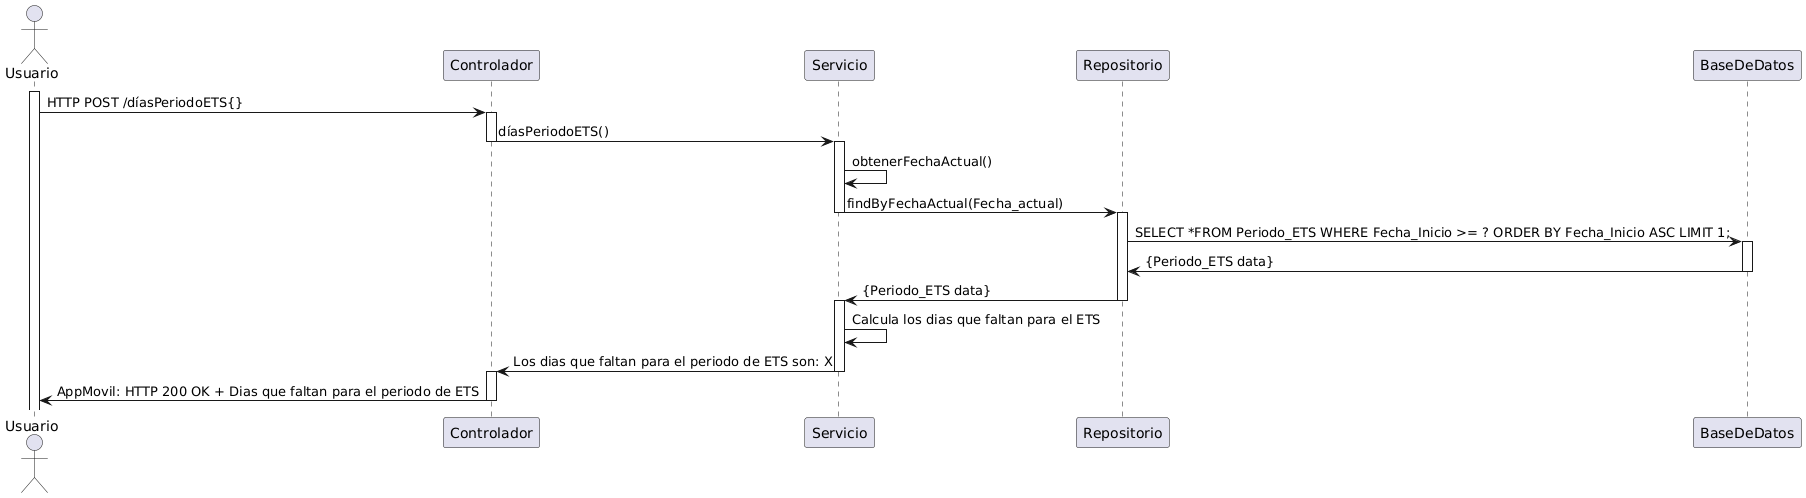 Usuario
Controlador
Servicio
Repositorio
BaseDeDatos
HTTP POST /díasPeriodoETS{}
díasPeriodoETS()
obtenerFechaActual()
findByFechaActual(Fecha_actual)
SELECT *FROM Periodo_ETS WHERE Fecha_Inicio >= ? ORDER BY Fecha_Inicio ASC LIMIT 1;
{Periodo_ETS data}
{Periodo_ETS data}
Calcula los dias que faltan para el ETS
Los dias que faltan para el periodo de ETS son: X
AppMovil: HTTP 200 OK + Dias que faltan para el periodo de ETS
Usuario
Controlador
Servicio
Repositorio
BaseDeDatos